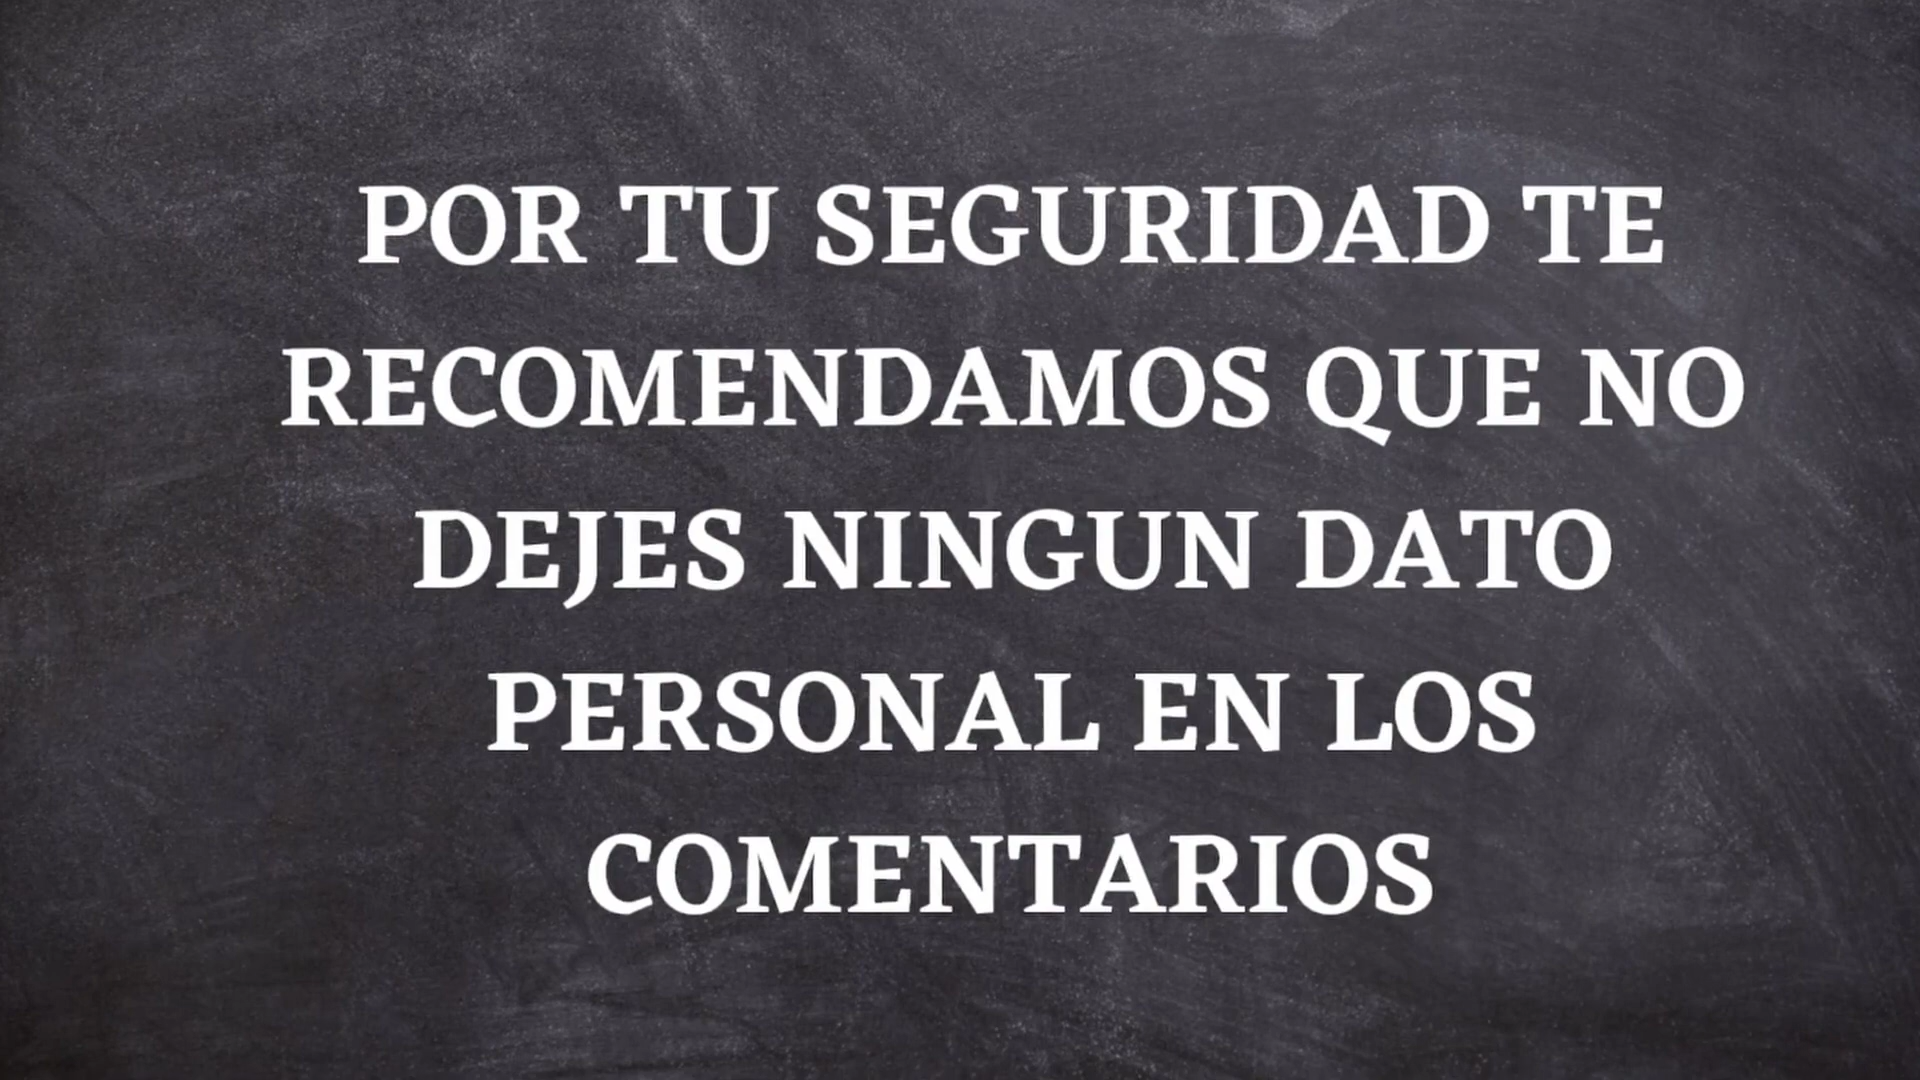 POR TU SEGURIDAD TE
RECOMENDAMOS QUE NO
DEJES NINGUN DATO
PERSONAL EN LOS
COMENTARIOS